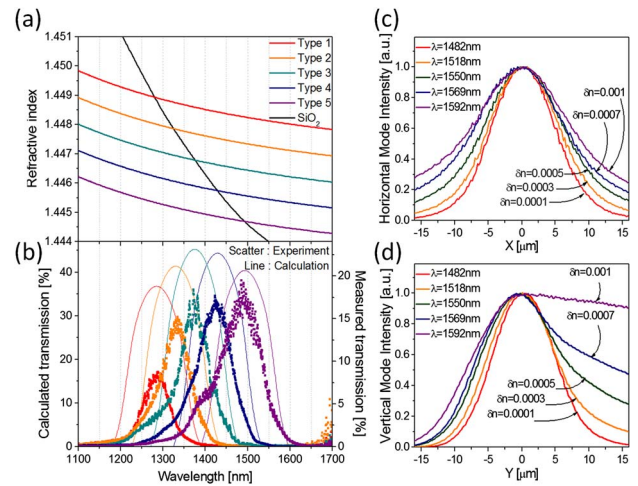 (a)
1.451
1.450
1.449
1.448
1.447
1.446
1.445
1.444
Refractive index
Type 1
Type 2
Type 3
Type 4
Type 5
SiO2
(b)
Scatter : Experiment
Line : Calculation
40
30
20
10
0
Calculated transmission [%]
20
15
10
5
0
Measured transmission [%]
1100 1200 1300 1400 1500 1600 1700
Wavelength [nm]
(c)
Horizontal Mode Intensity [a.u.]
1.2
1.0
0.8
0.6
0.4
0.2
0.0
λ=1482nm
λ=1518nm
λ=1550nm
λ=1569nm
λ=1592nm
δn=0.001
δn=0.0007
δn=0.0005
δn=0.0003
δn=0.0001
-15 -10 -5 0 5 10 15
X [μm]
(d)
Vertical Mode Intensity [a.u.]
1.2
1.0
0.8
0.6
0.4
0.2
0.0
λ=1482nm
λ=1518nm
λ=1550nm
λ=1569nm
λ=1592nm
δn=0.001
δn=0.0007
δn=0.0005
δn=0.0003
δn=0.0001
-15 -10 -5 0 5 10 15
Y [μm]